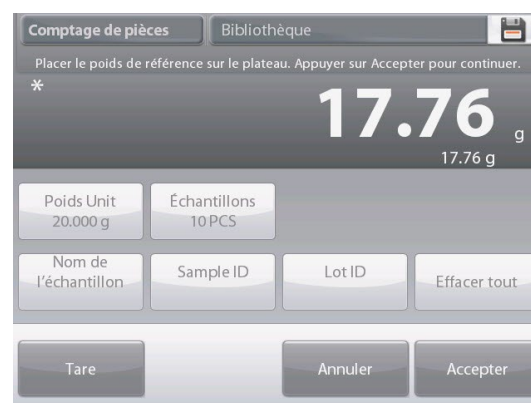 Comptage de pièces Bibliothèque
Placer le poids de référence sur le plateau. Appuyer sur Accepter pour continuer.
*
17.76 g
17.76 g
Poids Unit Échantillons
20.000 g 10 PCS
Nom de
l'échantillon Sample ID Lot ID Effacer tout
Tare Annuler Accepter